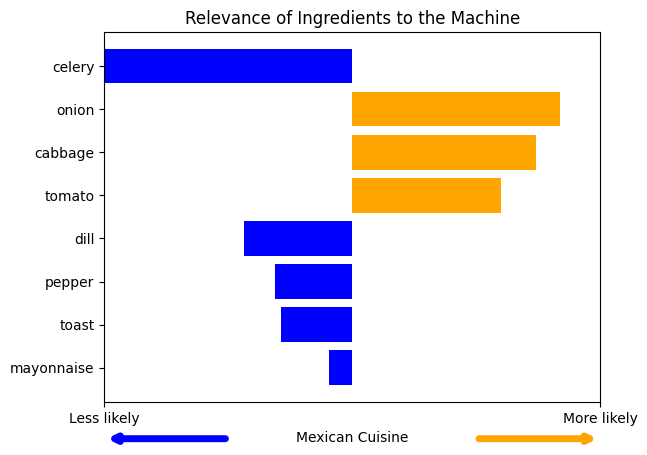 Relevance of Ingredients to the Machine
celery
onion
cabbage
tomato
dill
pepper
toast
mayonnaise
Less likely
More likely
Mexican Cuisine